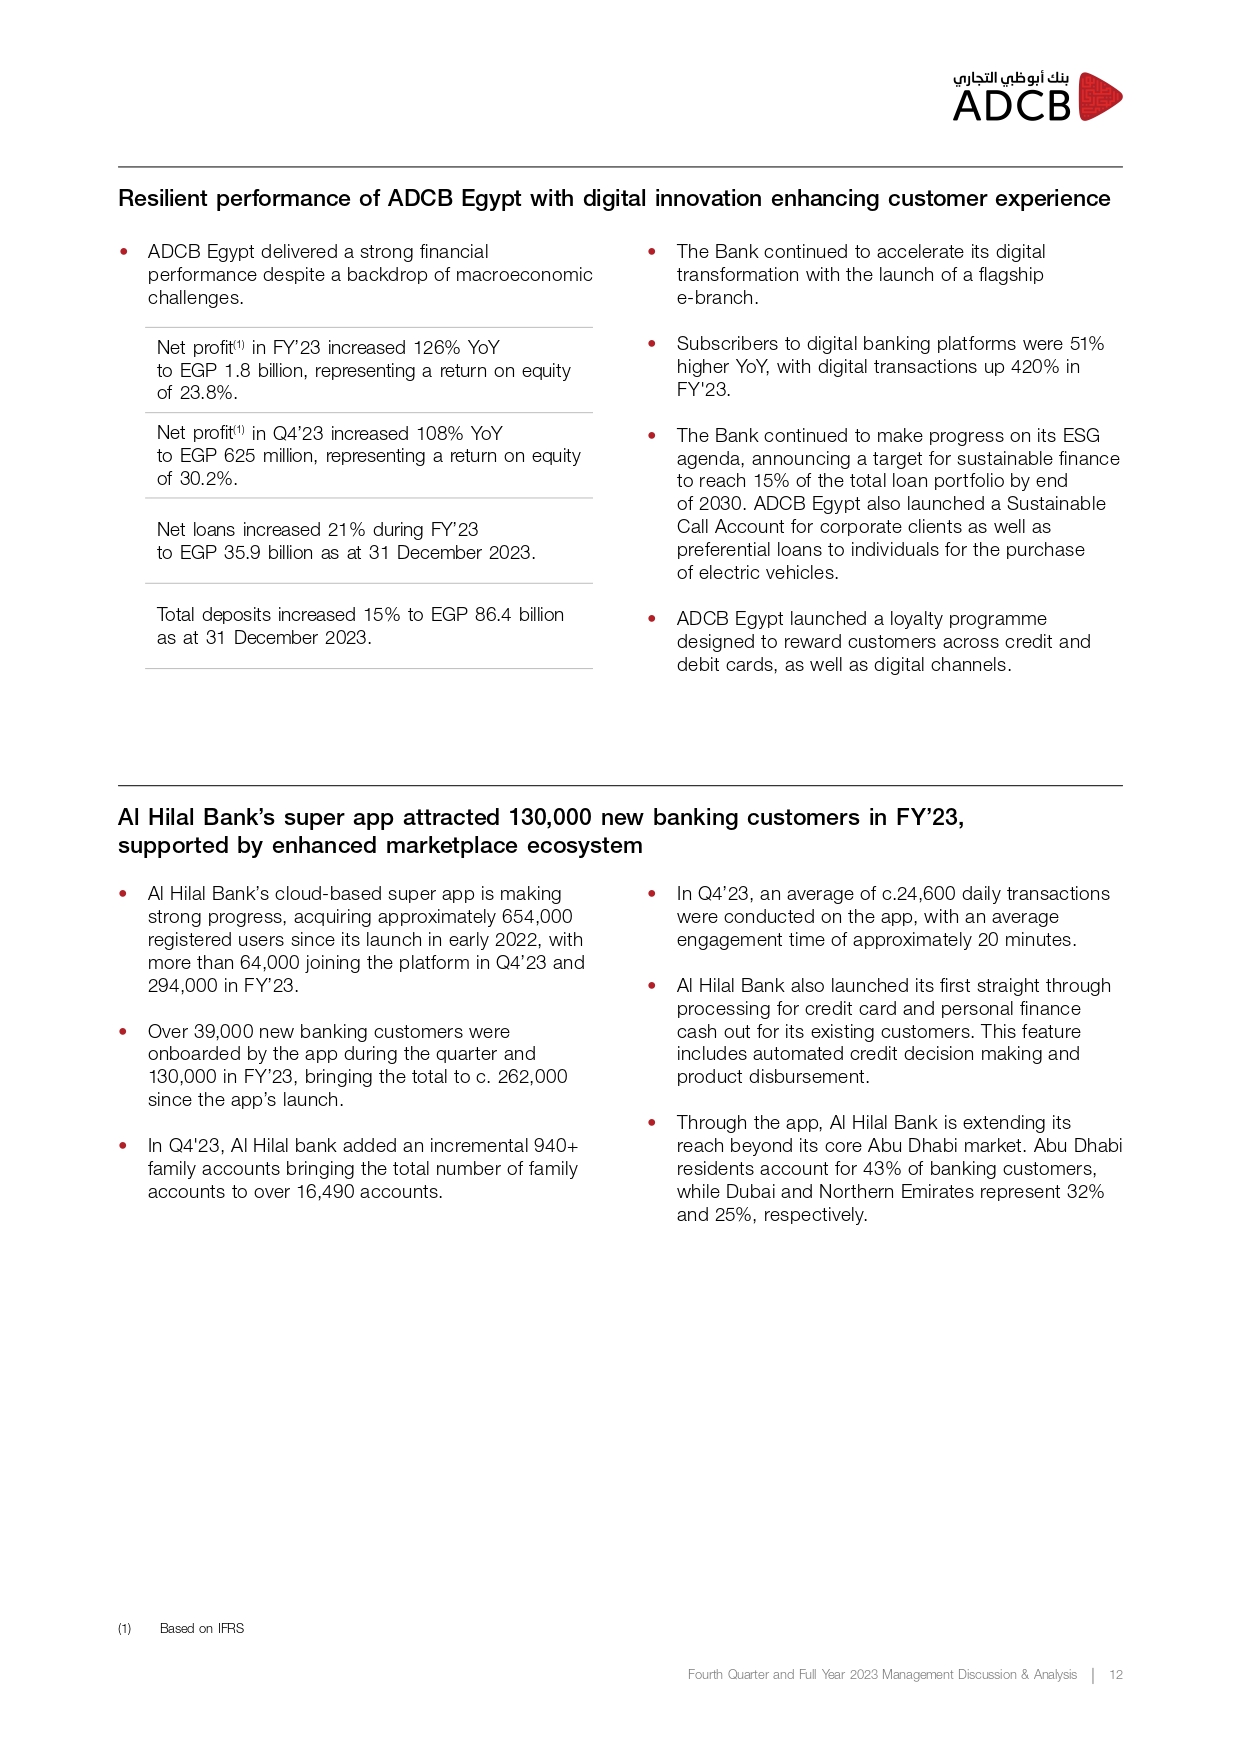 بنك أبوظبي التجاري
ADCB
Resilient performance of ADCB Egypt with digital innovation enhancing customer experience
• ADCB Egypt delivered a strong financial
performance despite a backdrop of macroeconomic
challenges.
Net profit(1) in FY’23 increased 126% YoY
to EGP 1.8 billion, representing a return on equity
of 23.8%.
Net profit(1) in Q4’23 increased 108% YoY
to EGP 625 million, representing a return on equity
of 30.2%.
Net loans increased 21% during FY’23
to EGP 35.9 billion as at 31 December 2023.
Total deposits increased 15% to EGP 86.4 billion
as at 31 December 2023.
• The Bank continued to accelerate its digital
transformation with the launch of a flagship
e-branch.
• Subscribers to digital banking platforms were 51%
higher YoY, with digital transactions up 420% in
FY'23.
• The Bank continued to make progress on its ESG
agenda, announcing a target for sustainable finance
to reach 15% of the total loan portfolio by end
of 2030. ADCB Egypt also launched a Sustainable
Call Account for corporate clients as well as
preferential loans to individuals for the purchase
of electric vehicles.
• ADCB Egypt launched a loyalty programme
designed to reward customers across credit and
debit cards, as well as digital channels.
Al Hilal Bank’s super app attracted 130,000 new banking customers in FY’23,
supported by enhanced marketplace ecosystem
• Al Hilal Bank’s cloud-based super app is making
strong progress, acquiring approximately 654,000
registered users since its launch in early 2022, with
more than 64,000 joining the platform in Q4’23 and
294,000 in FY’23.
• Over 39,000 new banking customers were
onboarded by the app during the quarter and
130,000 in FY’23, bringing the total to c. 262,000
since the app’s launch.
• In Q4'23, Al Hilal bank added an incremental 940+
family accounts bringing the total number of family
accounts to over 16,490 accounts.
• In Q4’23, an average of c.24,600 daily transactions
were conducted on the app, with an average
engagement time of approximately 20 minutes.
• Al Hilal Bank also launched its first straight through
processing for credit card and personal finance
cash out for its existing customers. This feature
includes automated credit decision making and
product disbursement.
• Through the app, Al Hilal Bank is extending its
reach beyond its core Abu Dhabi market. Abu Dhabi
residents account for 43% of banking customers,
while Dubai and Northern Emirates represent 32%
and 25%, respectively.
(1) Based on IFRS
Fourth Quarter and Full Year 2023 Management Discussion & Analysis | 12